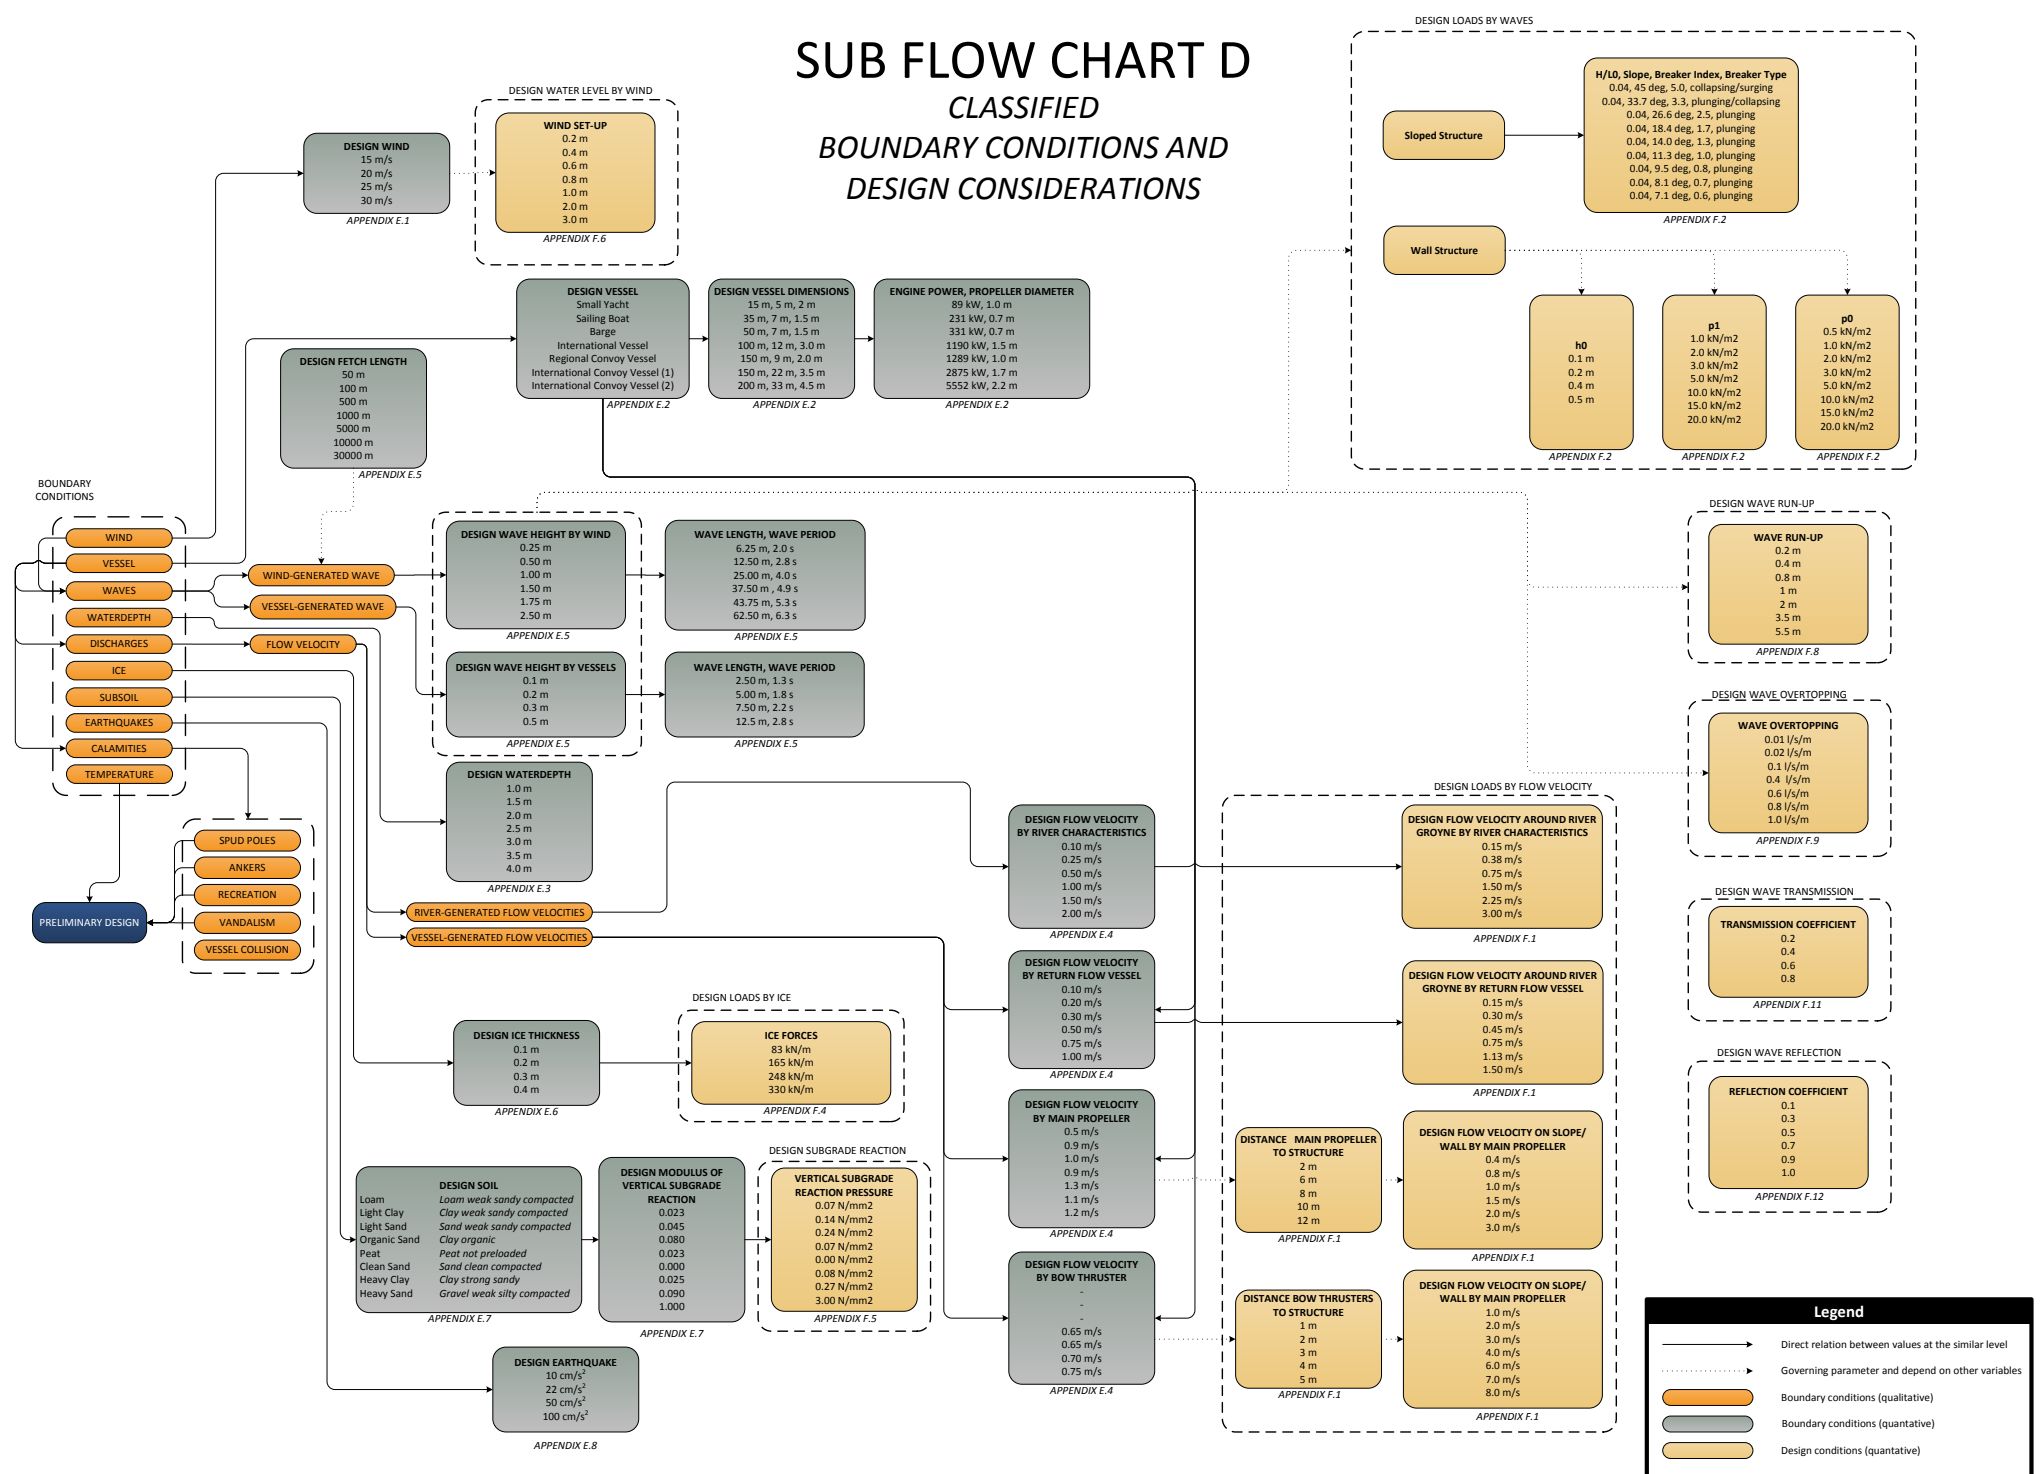 SUB FLOW CHART D
CLASSIFIED
BOUNDARY CONDITIONS AND
DESIGN CONSIDERATIONS
DESIGN WATER LEVEL BY WIND
WIND SET-UP
0.2 m
0.4 m
0.6 m
0.8 m
1.0 m
2.0 m
3.0 m
APPENDIX F.6
DESIGN WIND
15 m/s
20 m/s
25 m/s
30 m/s
APPENDIX E.1
DESIGN LOADS BY WAVES
Sloped Structure
H/L0, Slope, Breaker Index, Breaker Type
0.04, 45 deg, 5.0, collapsing/surging
0.04, 33.7 deg, 3.3, plunging/collapsing
0.04, 26.6 deg, 2.5, plunging
0.04, 18.4 deg, 1.7, plunging
0.04, 14.0 deg, 1.3, plunging
0.04, 11.3 deg, 1.0, plunging
0.04, 9.5 deg, 0.8, plunging
0.04, 8.1 deg, 0.7, plunging
0.04, 7.1 deg, 0.6, plunging
APPENDIX F.2
Wall Structure
h0
0.1 m
0.2 m
0.4 m
0.5 m
APPENDIX F.2
p1
1.0 kN/m2
2.0 kN/m2
3.0 kN/m2
5.0 kN/m2
10.0 kN/m2
15.0 kN/m2
20.0 kN/m2
APPENDIX F.2
p0
0.5 kN/m2
1.0 kN/m2
2.0 kN/m2
3.0 kN/m2
5.0 kN/m2
10.0 kN/m2
15.0 kN/m2
20.0 kN/m2
APPENDIX F.2
DESIGN VESSEL
Small Yacht
Sailing Boat
Barge
International Vessel
Regional Convoy Vessel
International Convoy Vessel (1)
International Convoy Vessel (2)
APPENDIX E.2
DESIGN VESSEL DIMENSIONS
15 m, 5 m, 2 m
35 m, 7 m, 1.5 m
50 m, 7 m, 1.5 m
100 m, 12 m, 3.0 m
150 m, 9 m, 2.0 m
150 m, 22 m, 3.5 m
200 m, 33 m, 4.5 m
APPENDIX E.2
ENGINE POWER, PROPELLER DIAMETER
89 kW, 1.0 m
231 kW, 0.7 m
331 kW, 0.7 m
1190 kW, 1.5 m
1289 kW, 1.0 m
2875 kW, 1.7 m
5552 kW, 2.2 m
APPENDIX E.2
DESIGN FETCH LENGTH
50 m
100 m
500 m
1000 m
5000 m
10000 m
30000 m
APPENDIX E.5
BOUNDARY
CONDITIONS
WIND
VESSEL
WAVES
WATERDEPTH
DISCHARGES
ICE
SUBSOIL
EARTHQUAKES
CALAMITIES
TEMPERATURE
WIND-GENERATED WAVE
VESSEL-GENERATED WAVE
FLOW VELOCITY
DESIGN WAVE HEIGHT BY WIND
0.25 m
0.50 m
1.00 m
1.50 m
1.75 m
2.50 m
APPENDIX E.5
WAVE LENGTH, WAVE PERIOD
6.25 m, 2.0 s
12.50 m, 2.8 s
25.00 m, 4.0 s
37.50 m , 4.9 s
43.75 m, 5.3 s
62.50 m, 6.3 s
APPENDIX E.5
DESIGN WAVE HEIGHT BY VESSELS
0.1 m
0.2 m
0.3 m
0.5 m
APPENDIX E.5
WAVE LENGTH, WAVE PERIOD
2.50 m, 1.3 s
5.00 m, 1.8 s
7.50 m, 2.2 s
12.5 m, 2.8 s
APPENDIX E.5
DESIGN WATERDEPTH
1.0 m
1.5 m
2.0 m
2.5 m
3.0 m
3.5 m
4.0 m
APPENDIX E.3
SPUD POLES
ANKERS
RECREATION
VANDALISM
VESSEL COLLISION
PRELIMINARY DESIGN
RIVER-GENERATED FLOW VELOCITIES
VESSEL-GENERATED FLOW VELOCITIES
DESIGN WAVE RUN-UP
WAVE RUN-UP
0.2 m
0.4 m
0.8 m
1 m
2 m
3.5 m
5.5 m
APPENDIX F.8
DESIGN WAVE OVERTOPPING
WAVE OVERTOPPING
0.01 l/s/m
0.02 l/s/m
0.1 l/s/m
0.4 l/s/m
0.6 l/s/m
0.8 l/s/m
1.0 l/s/m
APPENDIX F.9
DESIGN WAVE TRANSMISSION
TRANSMISSION COEFFICIENT
0.2
0.4
0.6
0.8
APPENDIX F.11
DESIGN WAVE REFLECTION
REFLECTION COEFFICIENT
0.1
0.3
0.5
0.7
0.9
1.0
APPENDIX F.12
DESIGN FLOW VELOCITY
BY RIVER CHARACTERISTICS
0.10 m/s
0.25 m/s
0.50 m/s
1.00 m/s
1.50 m/s
2.00 m/s
APPENDIX E.4
DESIGN FLOW VELOCITY
BY RETURN FLOW VESSEL
0.10 m/s
0.20 m/s
0.30 m/s
0.50 m/s
0.75 m/s
1.00 m/s
APPENDIX E.4
DESIGN FLOW VELOCITY
BY MAIN PROPELLER
0.5 m/s
0.9 m/s
1.0 m/s
0.9 m/s
1.3 m/s
1.1 m/s
1.2 m/s
APPENDIX E.4
DESIGN FLOW VELOCITY
BY BOW THRUSTER
-
-
-
0.65 m/s
0.65 m/s
0.70 m/s
0.75 m/s
APPENDIX E.4
DESIGN LOADS BY FLOW VELOCITY
DESIGN FLOW VELOCITY AROUND RIVER
GROYNE BY RIVER CHARACTERISTICS
0.15 m/s
0.38 m/s
0.75 m/s
1.50 m/s
2.25 m/s
3.00 m/s
APPENDIX F.1
DESIGN FLOW VELOCITY AROUND RIVER
GROYNE BY RETURN FLOW VESSEL
0.15 m/s
0.30 m/s
0.45 m/s
0.75 m/s
1.13 m/s
1.50 m/s
APPENDIX F.1
DISTANCE MAIN PROPELLER
TO STRUCTURE
2 m
6 m
8 m
10 m
12 m
APPENDIX F.1
DESIGN FLOW VELOCITY ON SLOPE/
WALL BY MAIN PROPELLER
0.4 m/s
0.8 m/s
1.0 m/s
1.5 m/s
2.0 m/s
3.0 m/s
APPENDIX F.1
DISTANCE BOW THRUSTERS
TO STRUCTURE
1 m
2 m
3 m
4 m
5 m
APPENDIX F.1
DESIGN FLOW VELOCITY ON SLOPE/
WALL BY MAIN PROPELLER
1.0 m/s
2.0 m/s
3.0 m/s
4.0 m/s
6.0 m/s
7.0 m/s
8.0 m/s
APPENDIX F.1
DESIGN ICE THICKNESS
0.1 m
0.2 m
0.3 m
0.4 m
APPENDIX E.6
DESIGN LOADS BY ICE
ICE FORCES
83 kN/m
165 kN/m
248 kN/m
330 kN/m
APPENDIX F.4
DESIGN SOIL
Loam Loam weak sandy compacted
Light Clay Clay weak sandy compacted
Light Sand Sand weak sandy compacted
Organic Sand Clay organic
Peat Peat not preloaded
Clean Sand Sand clean compacted
Heavy Clay Clay strong sandy
Heavy Sand Gravel weak silty compacted
APPENDIX E.7
DESIGN MODULUS OF
VERTICAL SUBGRADE
REACTION
0.023
0.045
0.080
0.023
0.000
0.025
0.090
1.000
APPENDIX E.7
DESIGN SUBGRADE REACTION
VERTICAL SUBGRADE
REACTION PRESSURE
0.07 N/mm2
0.14 N/mm2
0.24 N/mm2
0.07 N/mm2
0.00 N/mm2
0.08 N/mm2
0.27 N/mm2
3.00 N/mm2
APPENDIX F.5
DESIGN EARTHQUAKE
10 cm/s²
22 cm/s²
50 cm/s²
100 cm/s²
APPENDIX E.8
Legend
Direct relation between values at the similar level
Governing parameter and depend on other variables
Boundary conditions (qualitative)
Boundary conditions (quantative)
Design conditions (quantative)